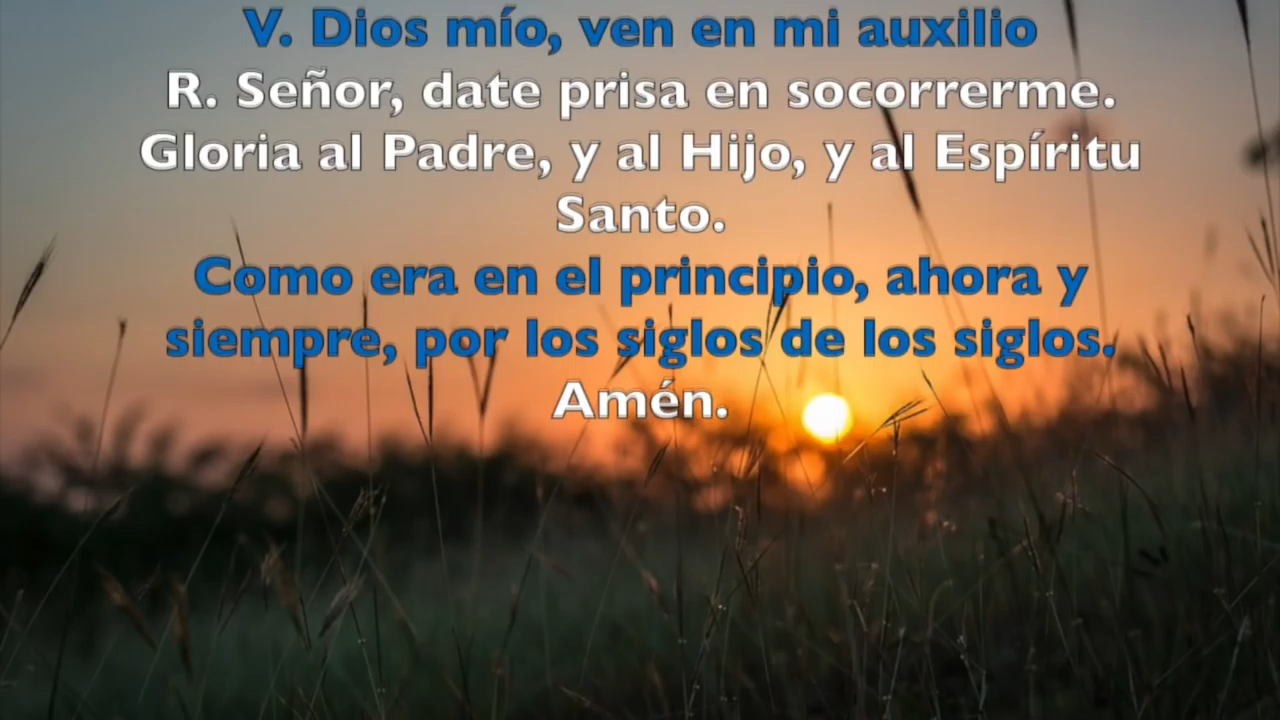 V. Dios mío, ven en mi auxilio
R. Señor, date prisa en socorrerme.
Gloria al Padre, y al Hijo, y al Espíritu
Santo.
Como era en el principio, ahora y
siempre, por los siglos de los siglos.
Amén.